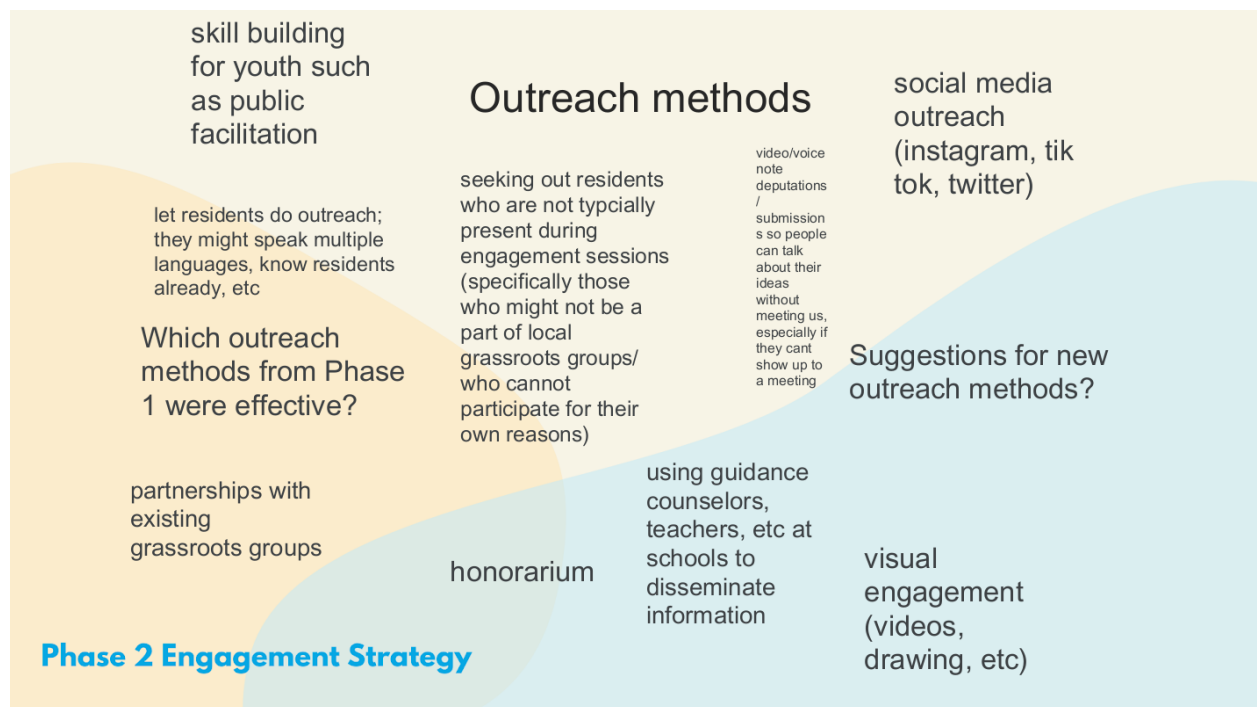 skill building
for youth such
as public
facilitation
Outreach methods
social media
outreach
(instagram, tik
tok, twitter)
let residents do outreach;
they might speak multiple
languages, know residents
already, etc
seeking out residents
who are not typcially
present during
engagement sessions
(specifically those
who might not be a
part of local
grassroots groups/
who cannot
participate for their
own reasons)
video/voice
note
deputations
/
submission
s so people
can talk
about their
ideas
without
meeting us,
especially if
they cant
show up to
a meeting
Which outreach
methods from Phase
1 were effective?
Suggestions for new
outreach methods?
partnerships with
existing
grassroots groups
honorarium
using guidance
counselors,
teachers, etc at
schools to
disseminate
information
visual
engagement
(videos,
drawing, etc)
Phase 2 Engagement Strategy